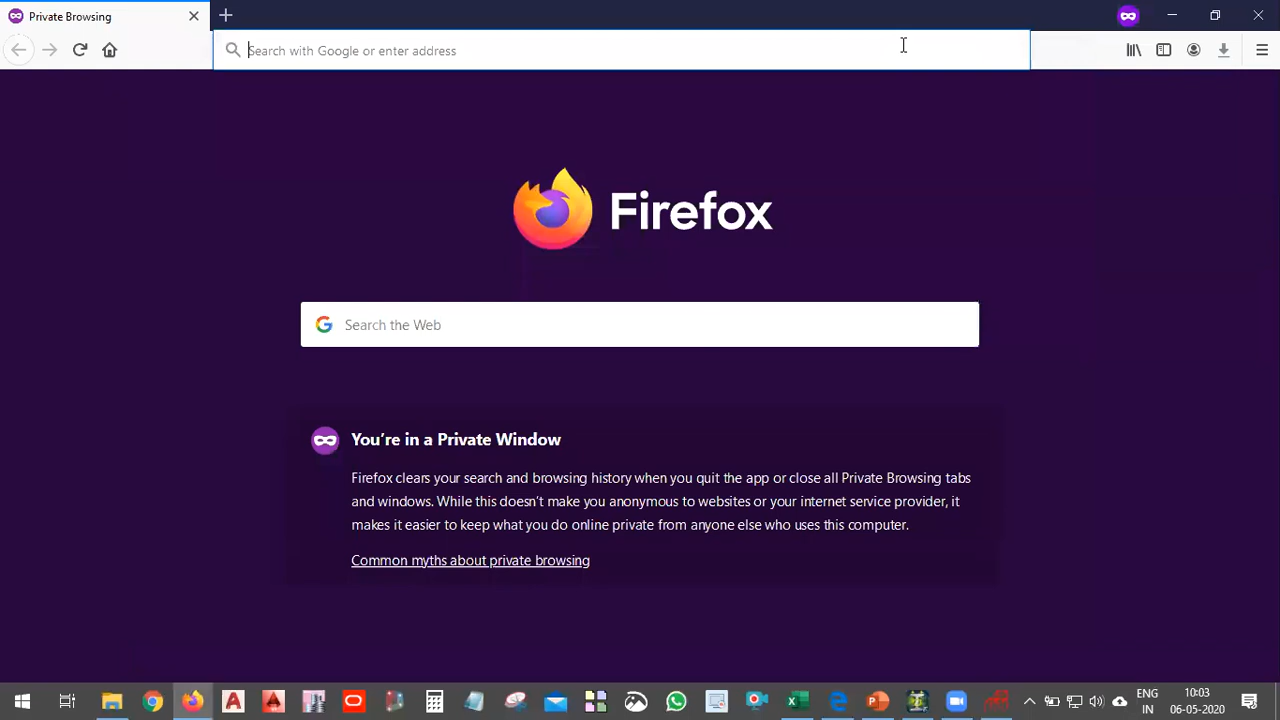 Private Browsing
Search with Google or enter address
Firefox
Search the Web
You're in a Private Window
Firefox clears your search and browsing history when you quit the app or close all Private Browsing tabs
and windows. While this doesn't make you anonymous to websites or your internet service provider, it
makes it easier to keep what you do online private from anyone else who uses this computer.
Common myths about private browsing
ENG
IN
10:03
06-05-2020